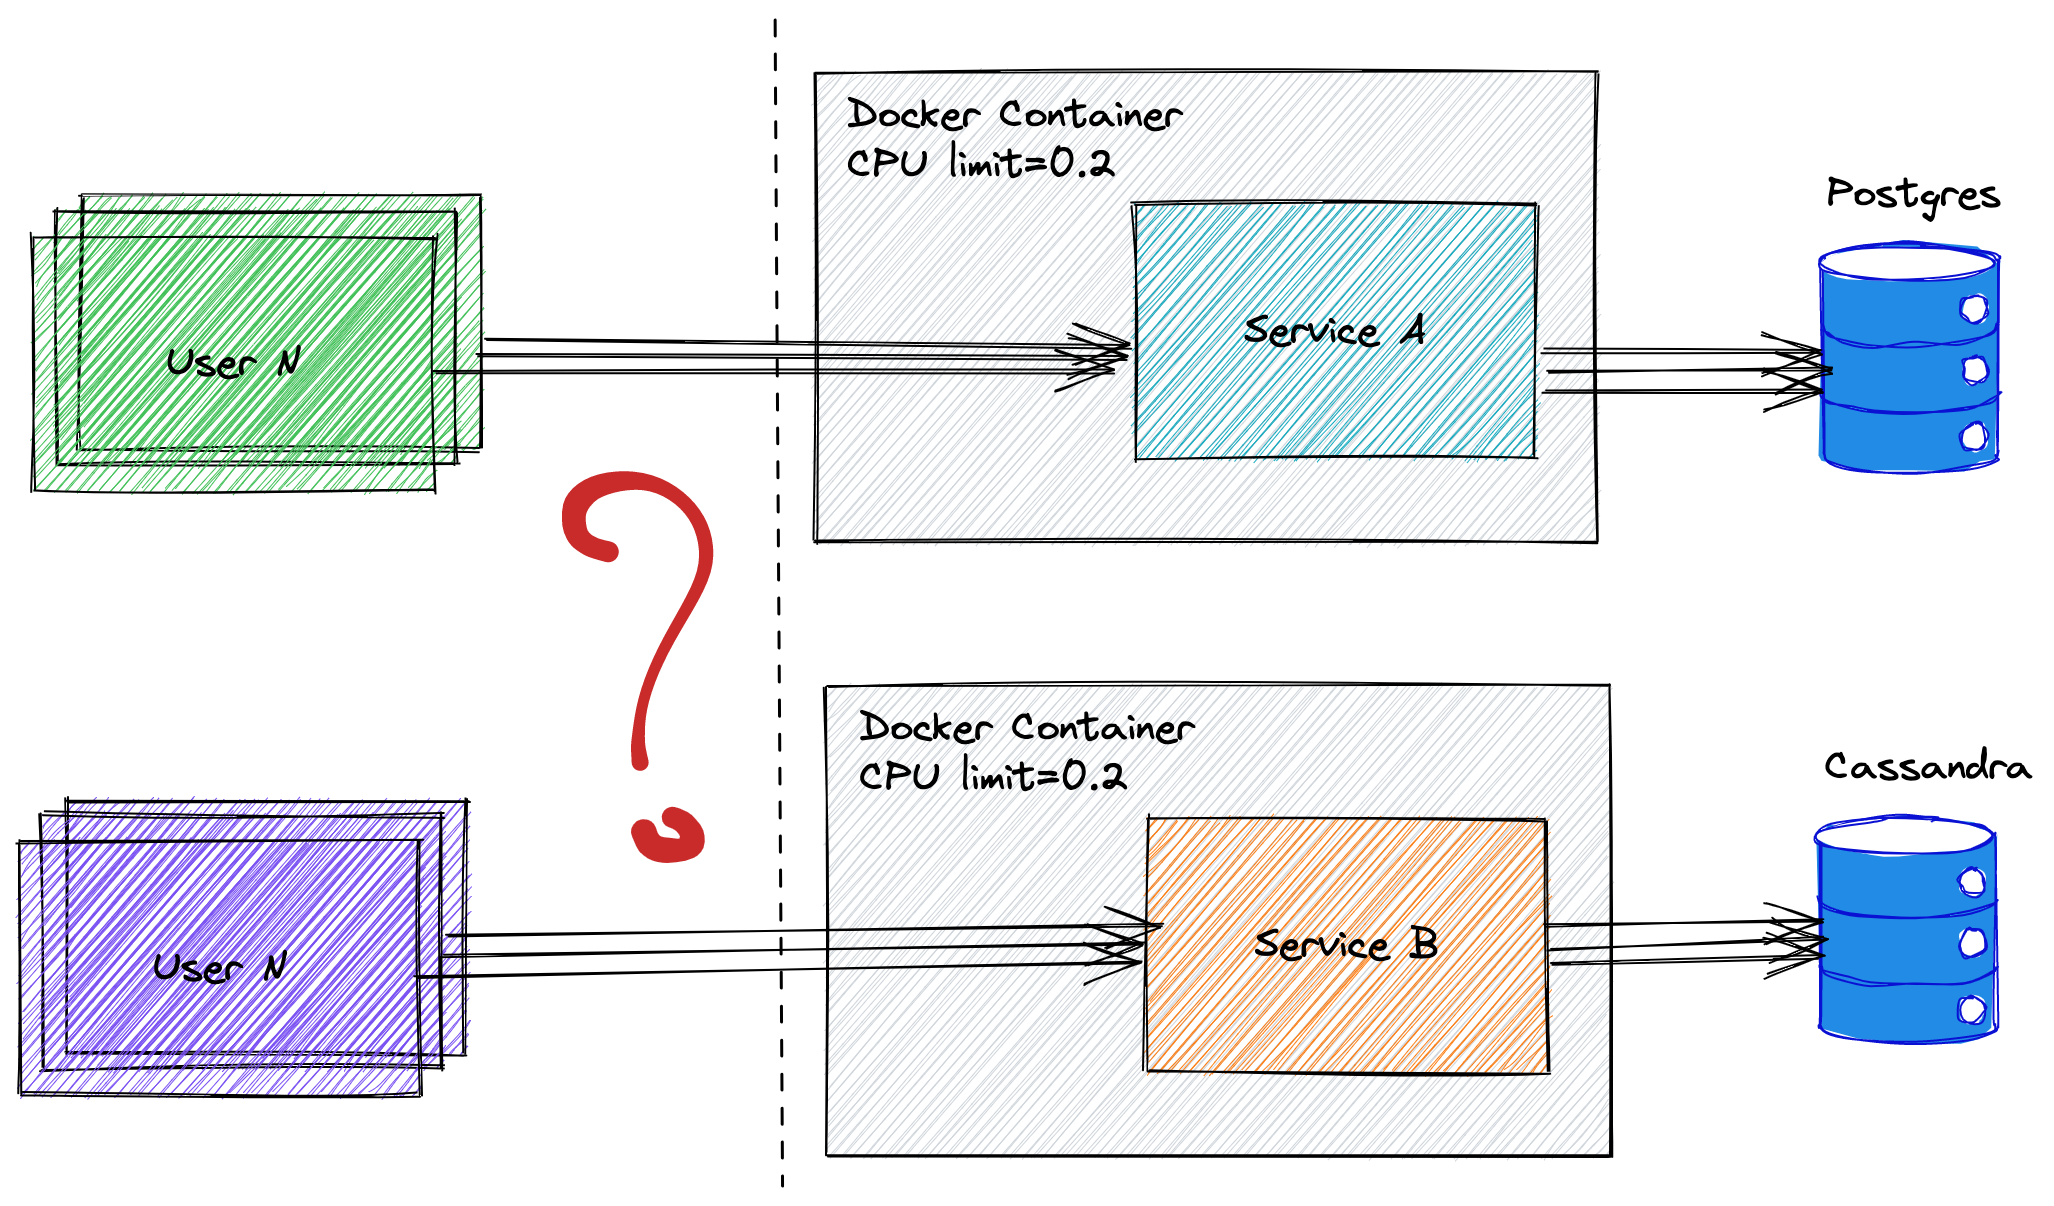 Docker Container
CPU limit=0.2
Postgres
User N
Service A
Docker Container
CPU limit=0.2
Cassandra
User N
Service B